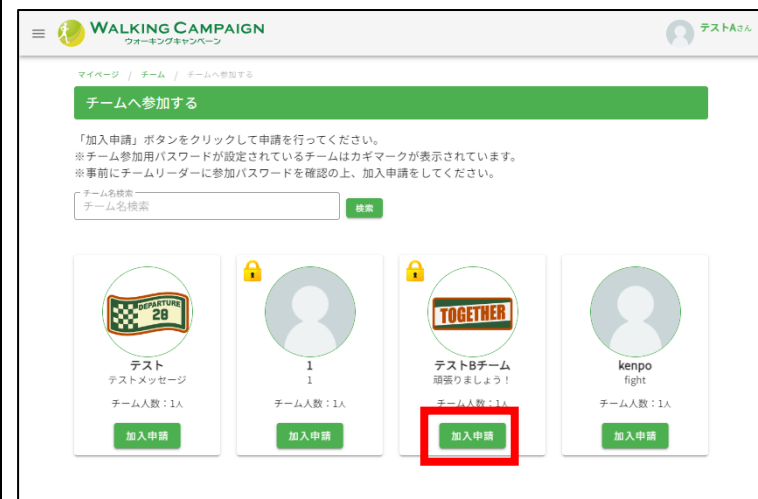 WALKING CAMPAIGN
ウオーキングキャンペーン
テストAさん
マイページ / チーム / チームへ参加する
チームへ参加する
「加入申請」ボタンをクリックして申請を行ってください。
※チーム参加用パスワードが設定されているチームはカギマークが表示されています。
※事前にチームリーダーに参加パスワードを確認の上、加入申請をしてください。
チーム名検索
チーム名検索 検索
DEPARTURE
28
TOGETHER
テスト 1 テストBチーム kenpo
テストメッセージ 1 頑張りましょう！ fight
チーム人数：1人 チーム人数：1人 チーム人数：1人 チーム人数：1人
加入申請 加入申請 加入申請 加入申請